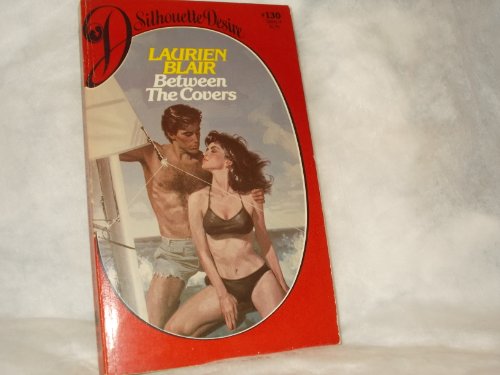 D
Silhouette Desire
#130
LAURIEN
BLAIR
Between
The Covers